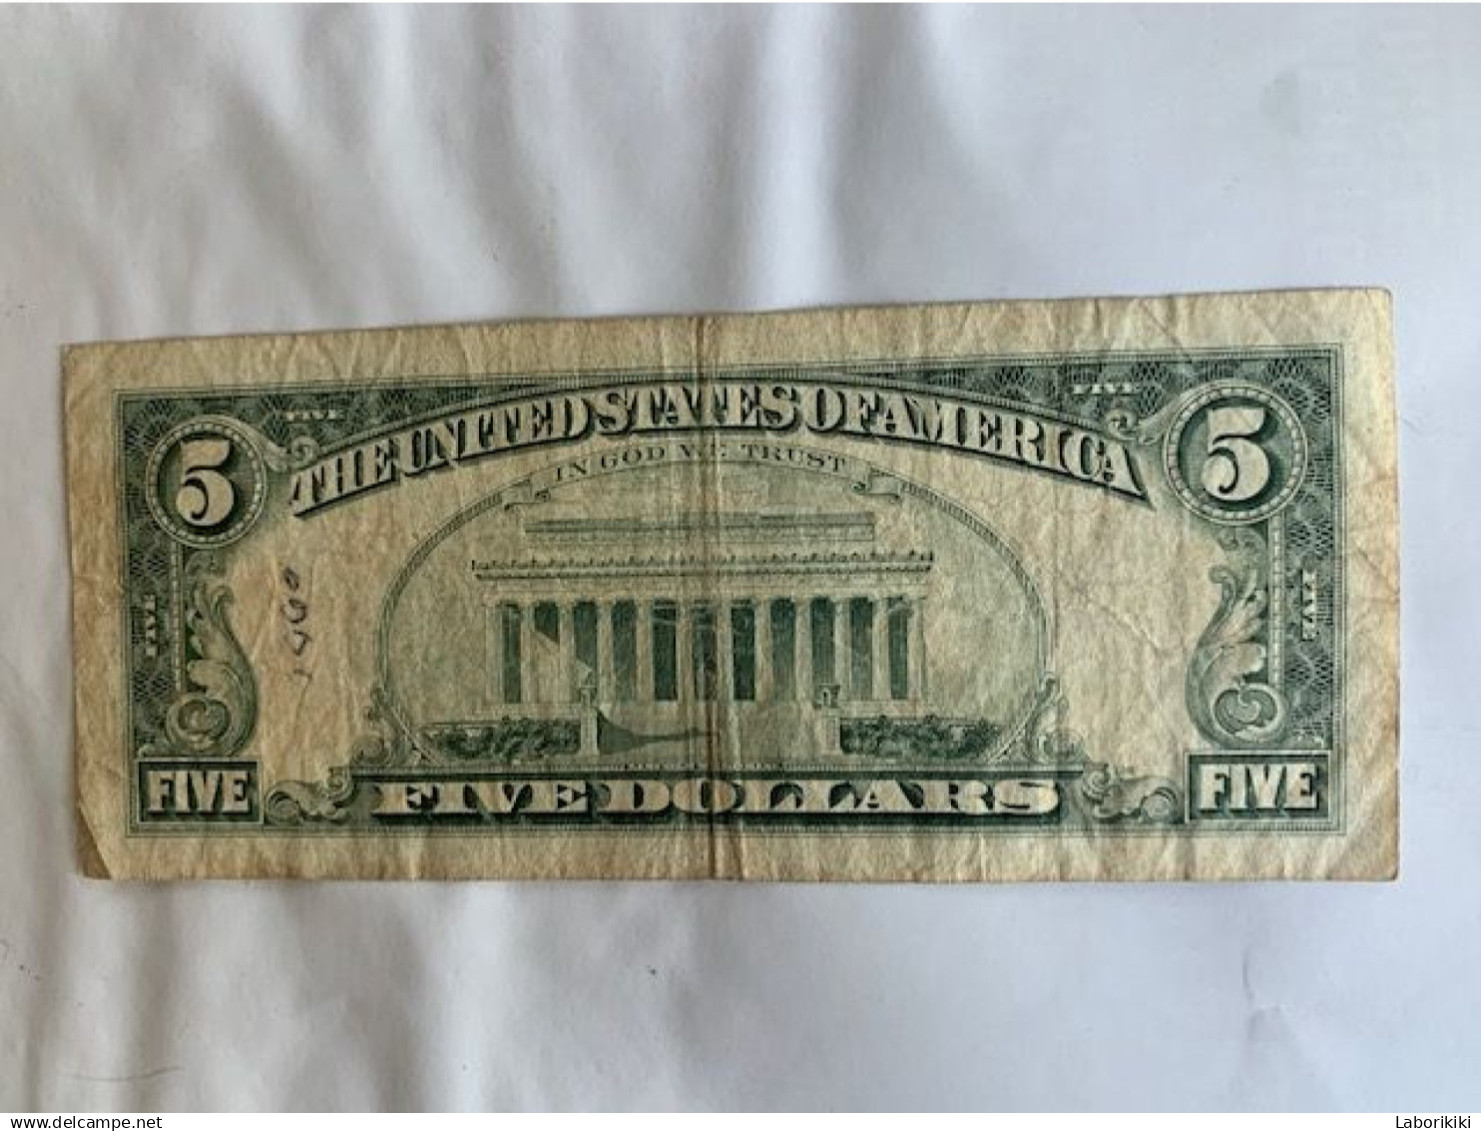 FIVE FIVE
5 THE UNITED STATES OF AMERICA 5
IN GOD WE TRUST
FIVE FIVE
FIVE FIVE DOLLARS FIVE
delcampe.net
Laborikiki